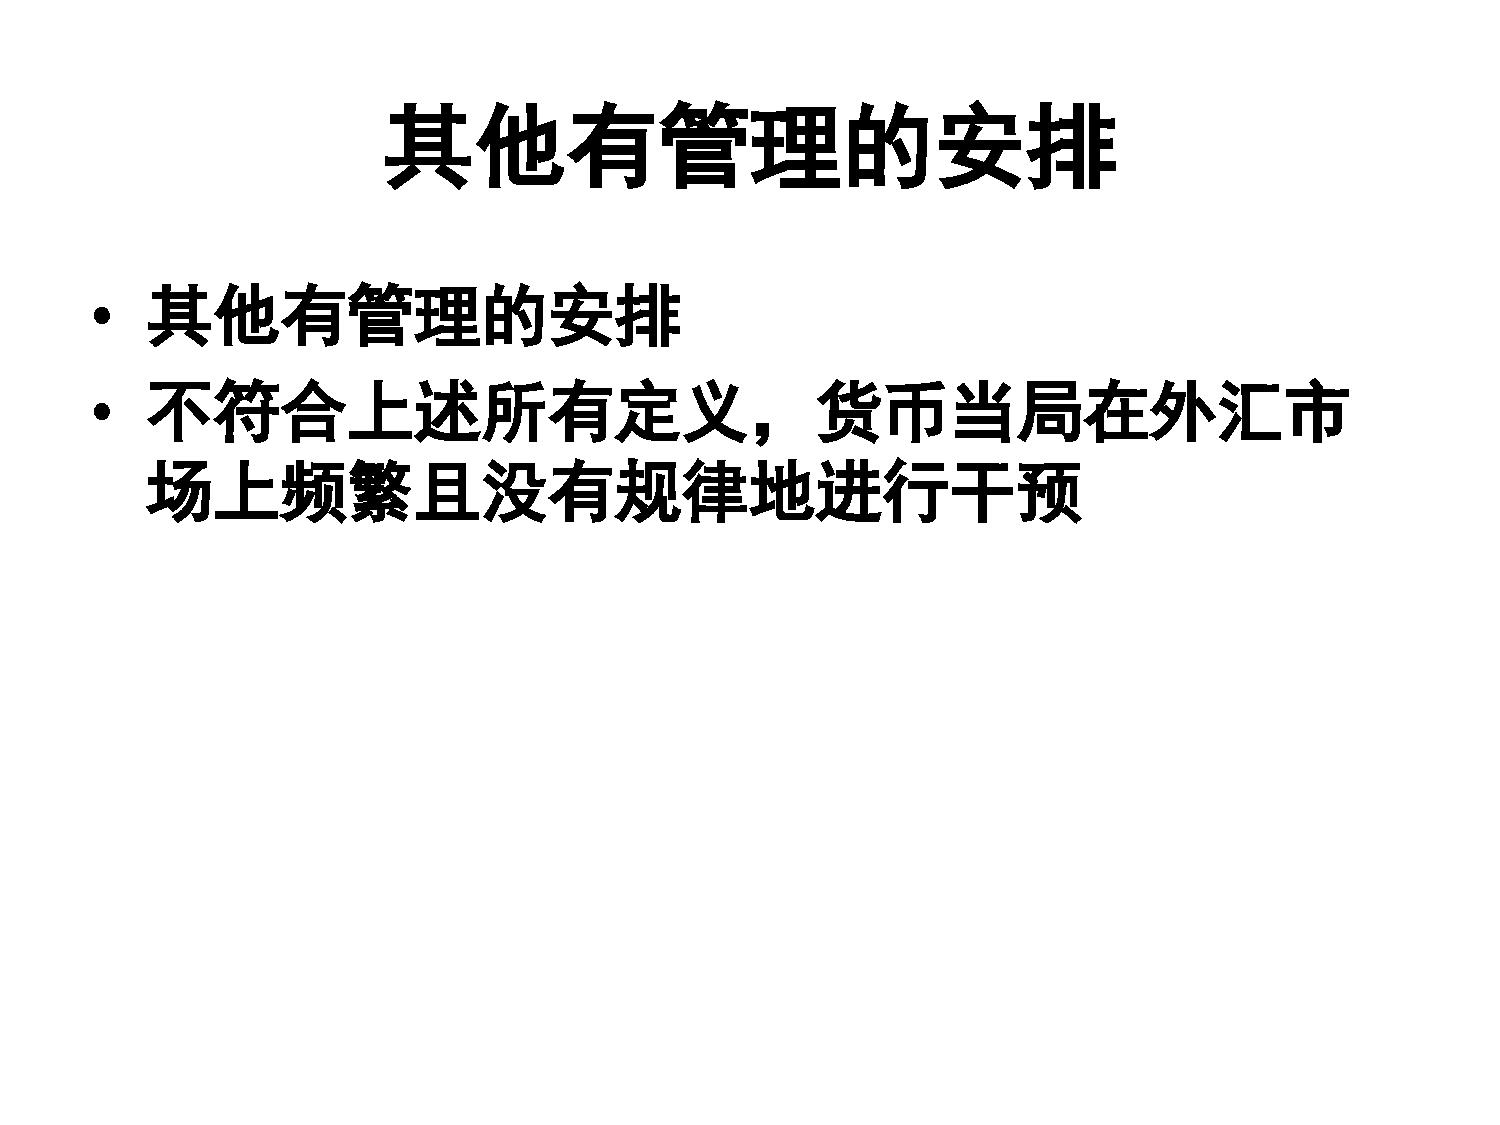 其他有管理的安排
• 其他有管理的安排
• 不符合上述所有定义，货币当局在外汇市
场上频繁且没有规律地进行干预